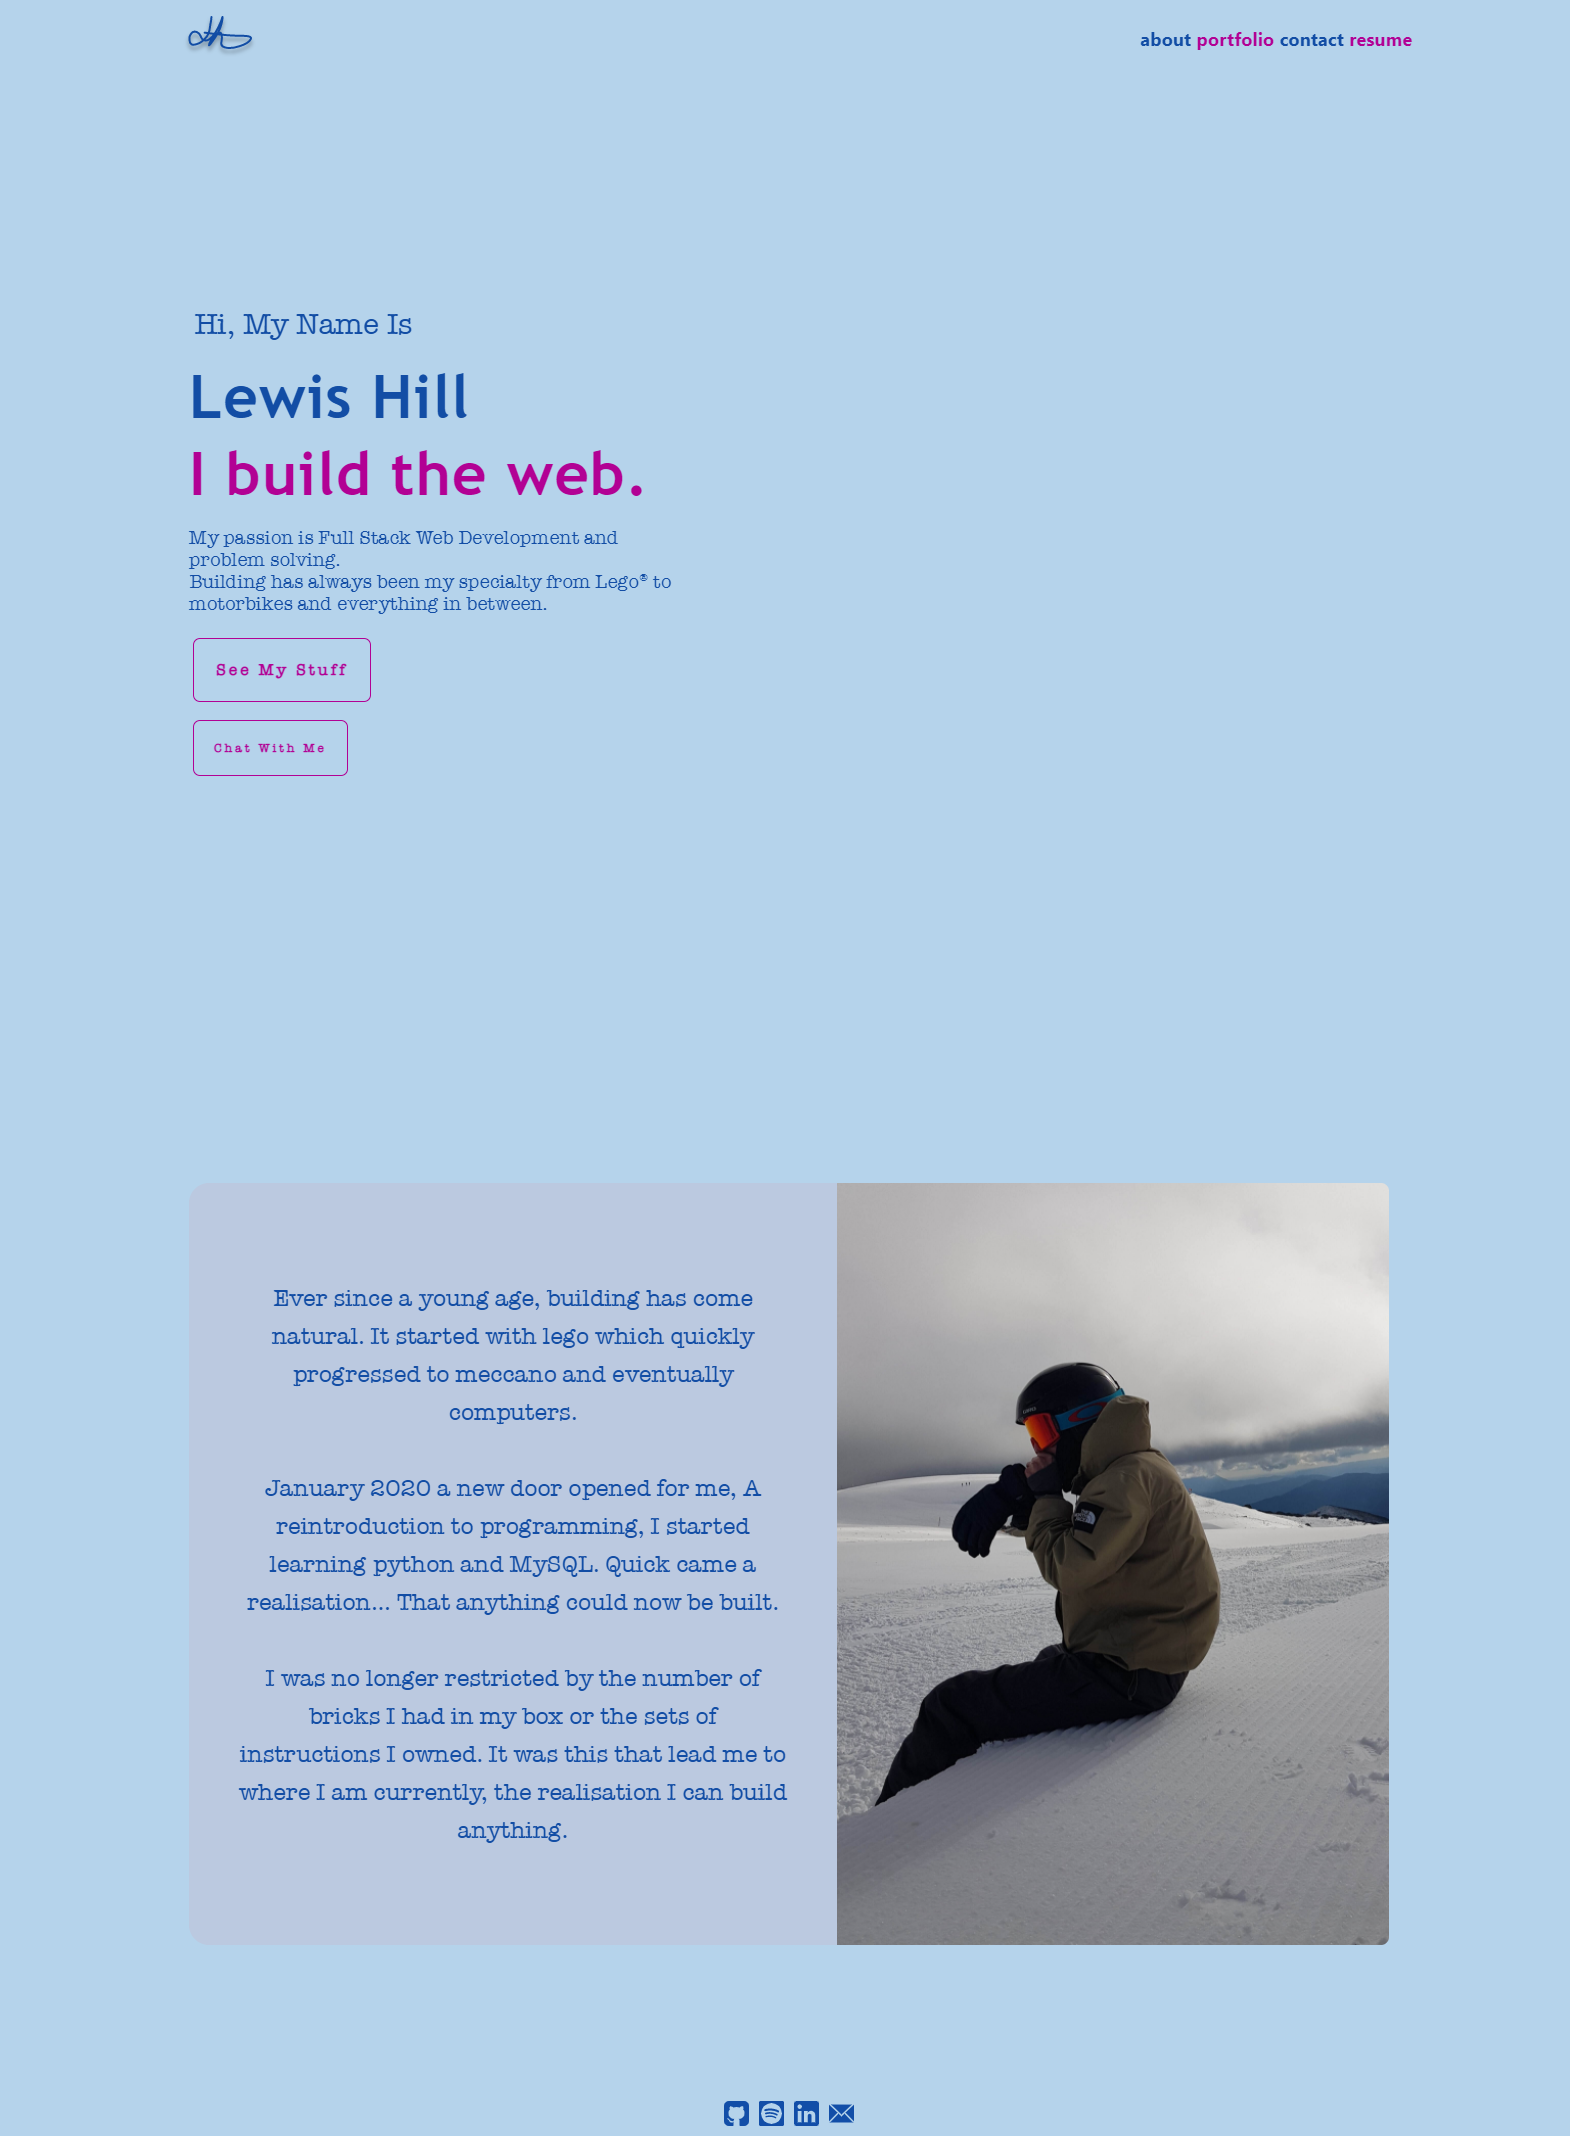 about portfolio contact resume
Hi, My Name Is
Lewis Hill
I build the web.
My passion is Full Stack Web Development and
problem solving.
Building has always been my specialty from Lego® to
motorbikes and everything in between.
See My Stuff
Chat With Me
Ever since a young age, building has come
natural. It started with lego which quickly
progressed to meccano and eventually
computers.
January 2020 a new door opened for me, A
reintroduction to programming, I started
learning python and MySQL. Quick came a
realisation... That anything could now be built.
I was no longer restricted by the number of
bricks I had in my box or the sets of
instructions I owned. It was this that lead me to
where I am currently, the realisation I can build
anything.
in